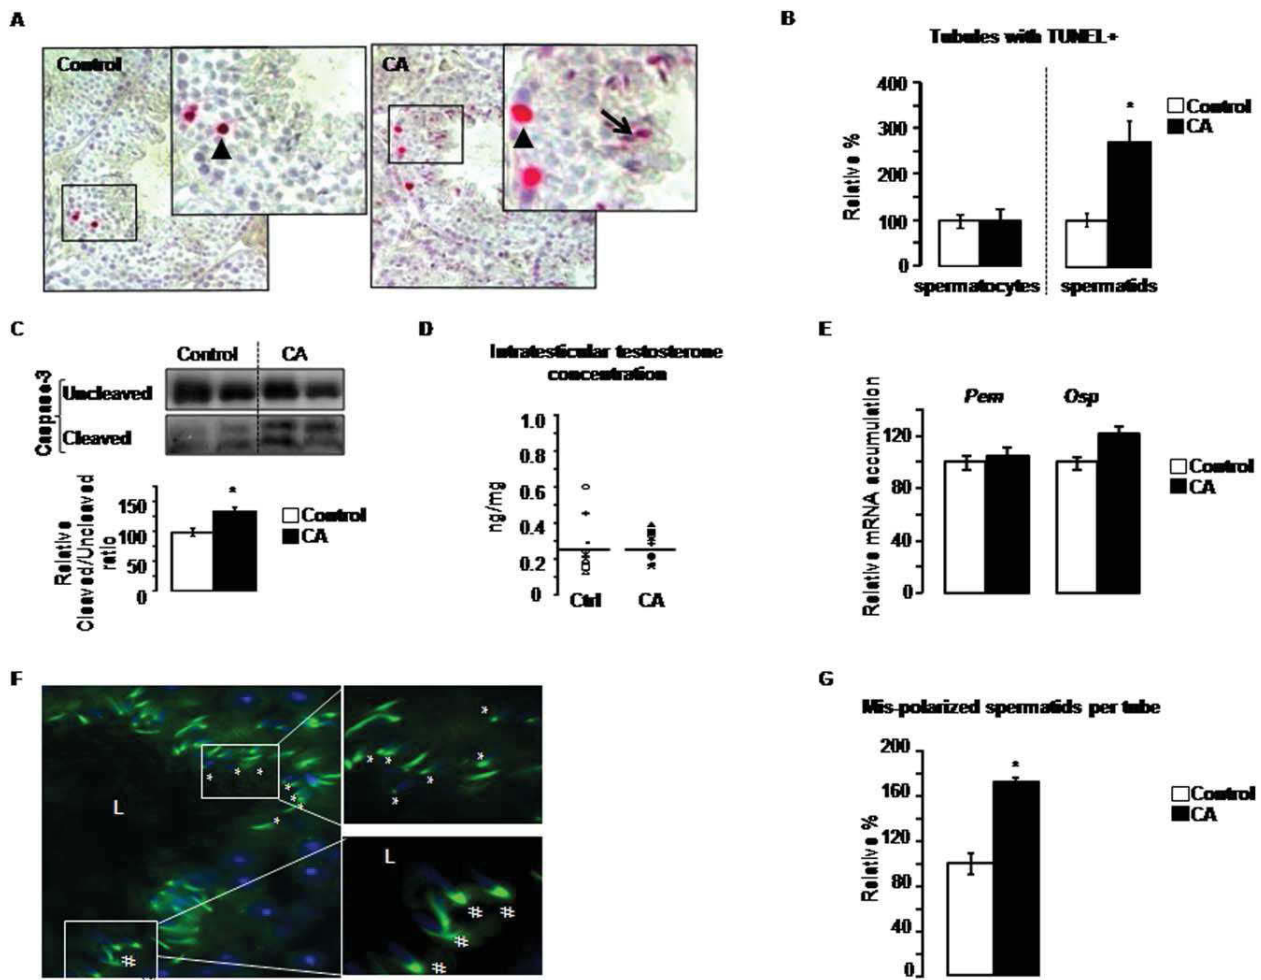 A
Control
CA
B
Tubules with TUNEL+
400
300
200
100
0
Relative %
*
Control
CA
spermatocytes
spermatids
C
Control
CA
Caspase-3
Uncleaved
Cleaved
Relative
Cleaved/Uncleaved
ratio
150
100
50
0
*
Control
CA
D
Intratesticular testosterone
concentration
ng/mg
1.0
0.8
0.6
0.4
0.2
0
Ctrl
CA
E
Relative mRNA accumulation
Pem
Osp
120
80
40
0
Control
CA
F
L
* * *
*
*
*
*
#
*
* *
*
*
*
L
# #
#
#
G
Mis-polarized spermatids per tube
Relative %
200
160
120
80
40
0
*
Control
CA